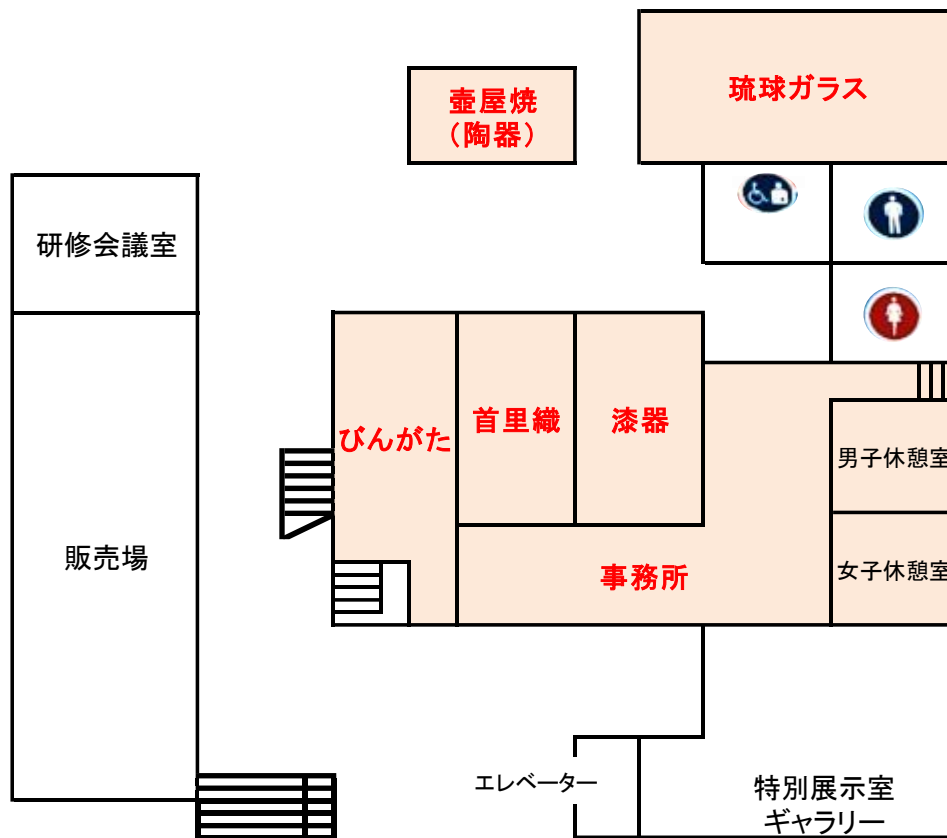 琉球ガラス
壺屋焼
(陶器)
研修会議室
びんがた
首里織
漆器
男子休憩室
販売場
事務所
女子休憩室
エレベーター
特別展示室
ギャラリー